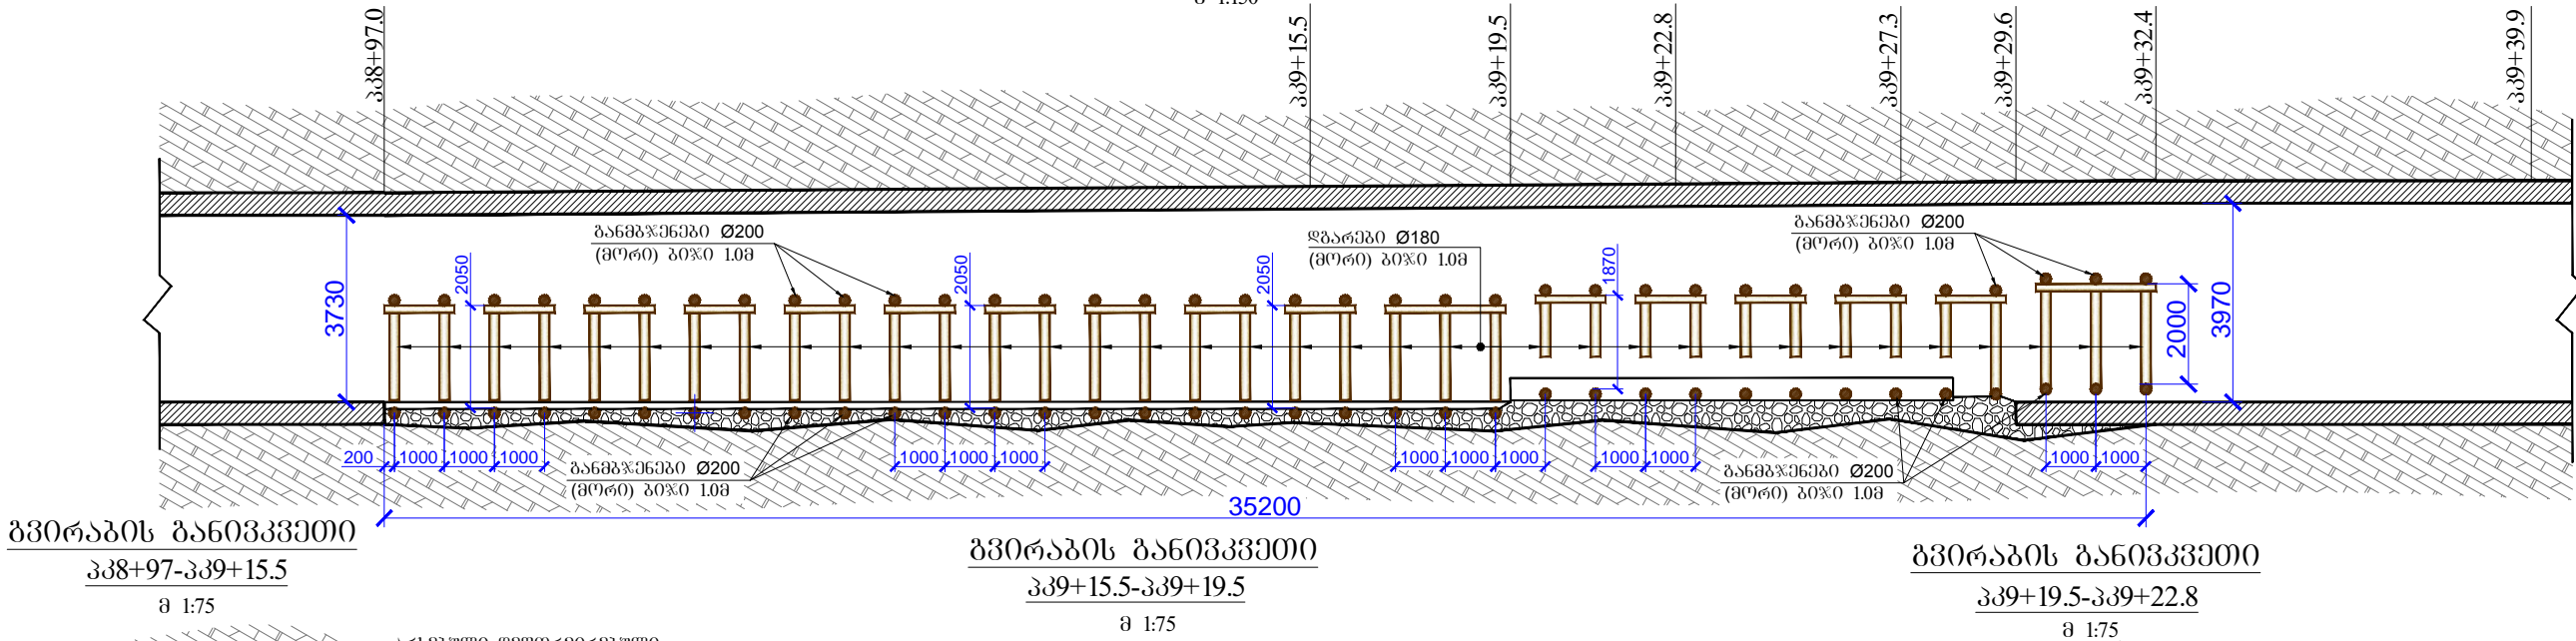 პკ8+97.0
პკ9+15.5
პკ9+19.5
პკ9+22.8
პკ9+27.3
პკ9+29.6
პკ9+32.4
პკ9+39.9
განმბჯენები Ø200
(მორი) ბიჯი 1.0მ
დგარები Ø180
(მორი) ბიჯი 1.0მ
განმბჯენები Ø200
(მორი) ბიჯი 1.0მ
3730
2050
2050
2050
1870
2000
3970
200
1000
1000
1000
1000
1000
1000
1000
1000
1000
1000
1000
1000
1000
განმბჯენები Ø200
(მორი) ბიჯი 1.0მ
განმბჯენები Ø200
(მორი) ბიჯი 1.0მ
35200
გვირაბის განივკვეთი
პკ8+97-პკ9+15.5
მ 1:75
გვირაბის განივკვეთი
პკ9+15.5-პკ9+19.5
მ 1:75
გვირაბის განივკვეთი
პკ9+19.5-პკ9+22.8
მ 1:75